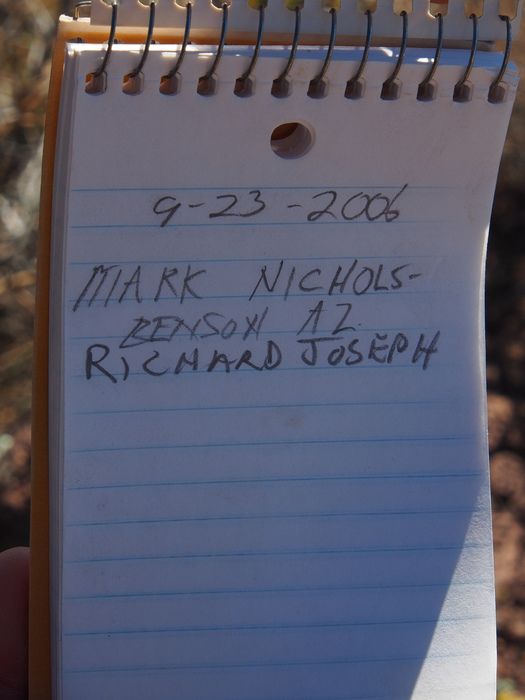 9-23-2006
MARK NICHOLS-
BENSON AZ.
RICHARD JOSEPH